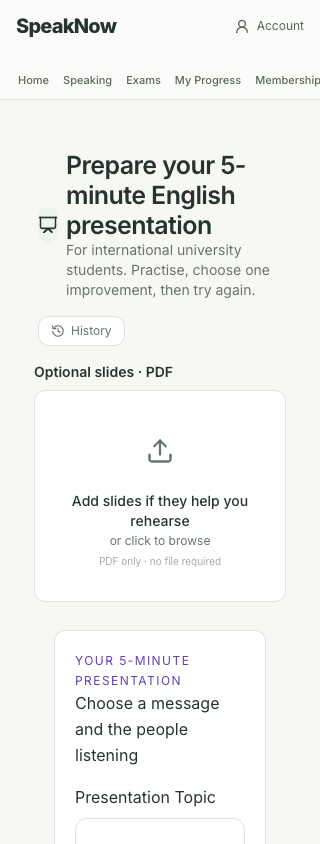 SpeakNow
Account
Home Speaking Exams My Progress Membership
Prepare your 5-
minute English
presentation
For international university
students. Practise, choose one
improvement, then try again.
History
Optional slides · PDF
Add slides if they help you
rehearse
or click to browse
PDF only · no file required
YOUR 5-MINUTE
PRESENTATION
Choose a message
and the people
listening
Presentation Topic